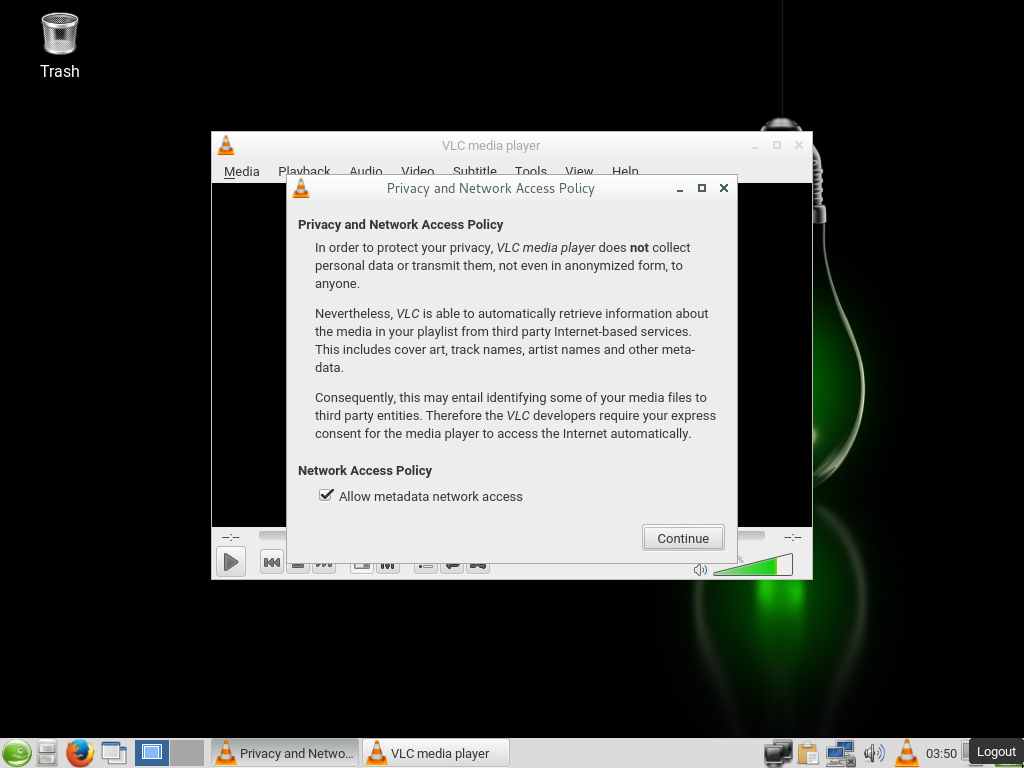 Trash
VLC media player
Media Playback Audio Video Subtitle Tools View Help
Privacy and Network Access Policy
Privacy and Network Access Policy
In order to protect your privacy, VLC media player does not collect
personal data or transmit them, not even in anonymized form, to
anyone.
Nevertheless, VLC is able to automatically retrieve information about
the media in your playlist from third party Internet-based services.
This includes cover art, track names, artist names and other meta-
data.
Consequently, this may entail identifying some of your media files to
third party entities. Therefore the VLC developers require your express
consent for the media player to access the Internet automatically.
Network Access Policy
Allow metadata network access
Continue
--:-- --:--
%
Privacy and Netwo... VLC media player 03:50 Logout